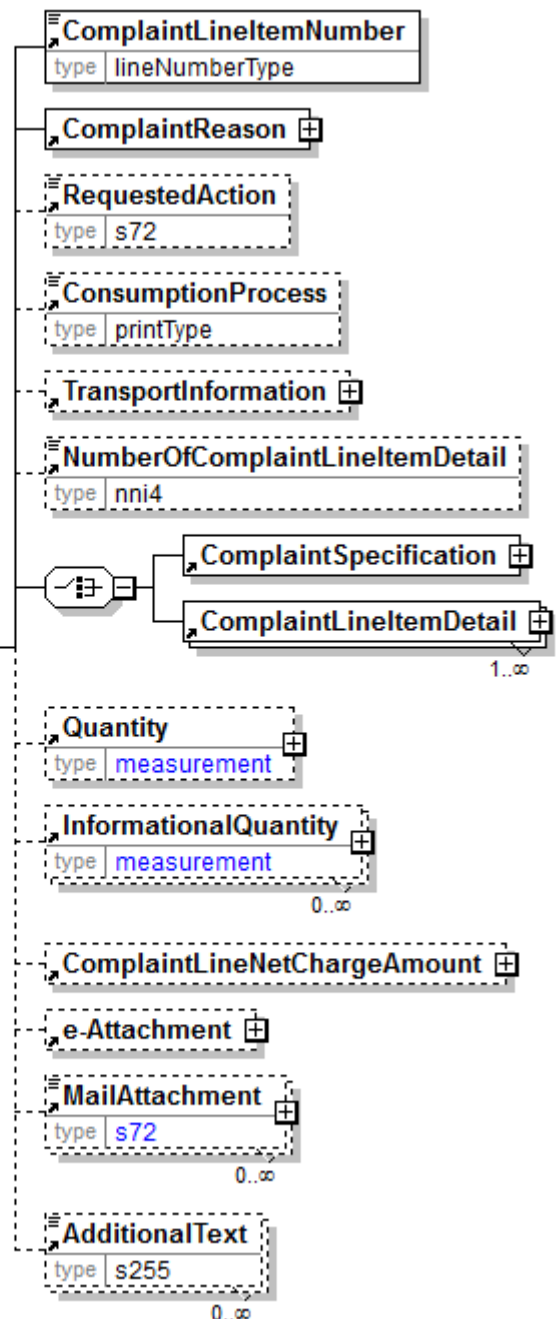 ComplaintLineItemNumber
type lineNumberType
ComplaintReason
RequestedAction
type s72
ConsumptionProcess
type printType
TransportInformation
NumberOfComplaintLineItemDetail
type nni4
ComplaintSpecification
ComplaintLineItemDetail
1..∞
Quantity
type measurement
InformationalQuantity
type measurement
0..∞
ComplaintLineNetChargeAmount
e-Attachment
MailAttachment
type s72
0..∞
AdditionalText
type s255
0..∞